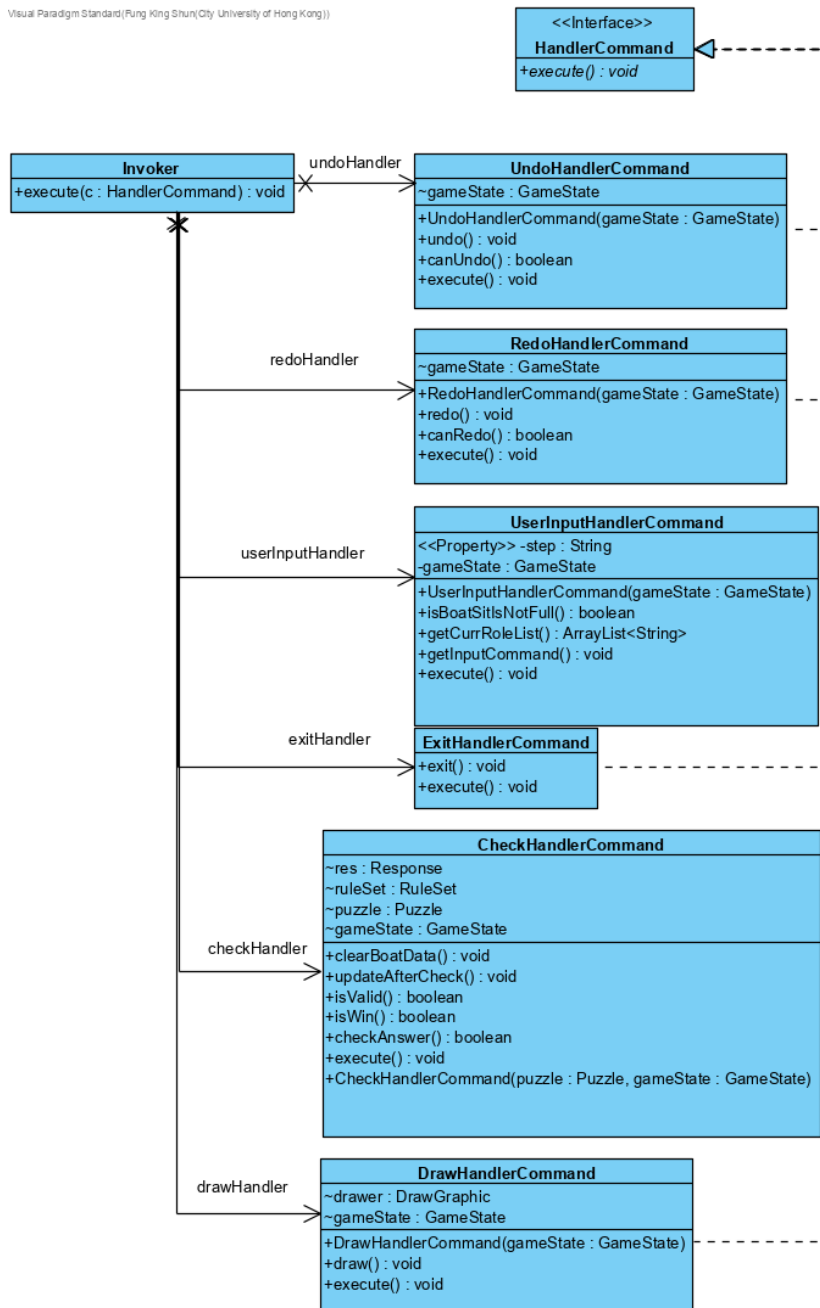 Visual Paradigm Standard(Fung King Shun(City University of Hong Kong))
<<Interface>>
HandlerCommand
+execute() : void
Invoker
+execute(c : HandlerCommand) : void
undoHandler
UndoHandlerCommand
~gameState : GameState
+UndoHandlerCommand(gameState : GameState)
+undo() : void
+canUndo() : boolean
+execute() : void
redoHandler
RedoHandlerCommand
~gameState : GameState
+RedoHandlerCommand(gameState : GameState)
+redo() : void
+canRedo() : boolean
+execute() : void
userInputHandler
UserInputHandlerCommand
<<Property>> -step : String
-gameState : GameState
+UserInputHandlerCommand(gameState : GameState)
+isBoatSitIsNotFull() : boolean
+getCurrRoleList() : ArrayList<String>
+getInputCommand() : void
+execute() : void
exitHandler
ExitHandlerCommand
+exit() : void
+execute() : void
checkHandler
CheckHandlerCommand
~res : Response
~ruleSet : RuleSet
~puzzle : Puzzle
~gameState : GameState
+clearBoatData() : void
+updateAfterCheck() : void
+isValid() : boolean
+isWin() : boolean
+checkAnswer() : boolean
+execute() : void
+CheckHandlerCommand(puzzle : Puzzle, gameState : GameState)
drawHandler
DrawHandlerCommand
~drawer : DrawGraphic
~gameState : GameState
+DrawHandlerCommand(gameState : GameState)
+draw() : void
+execute() : void